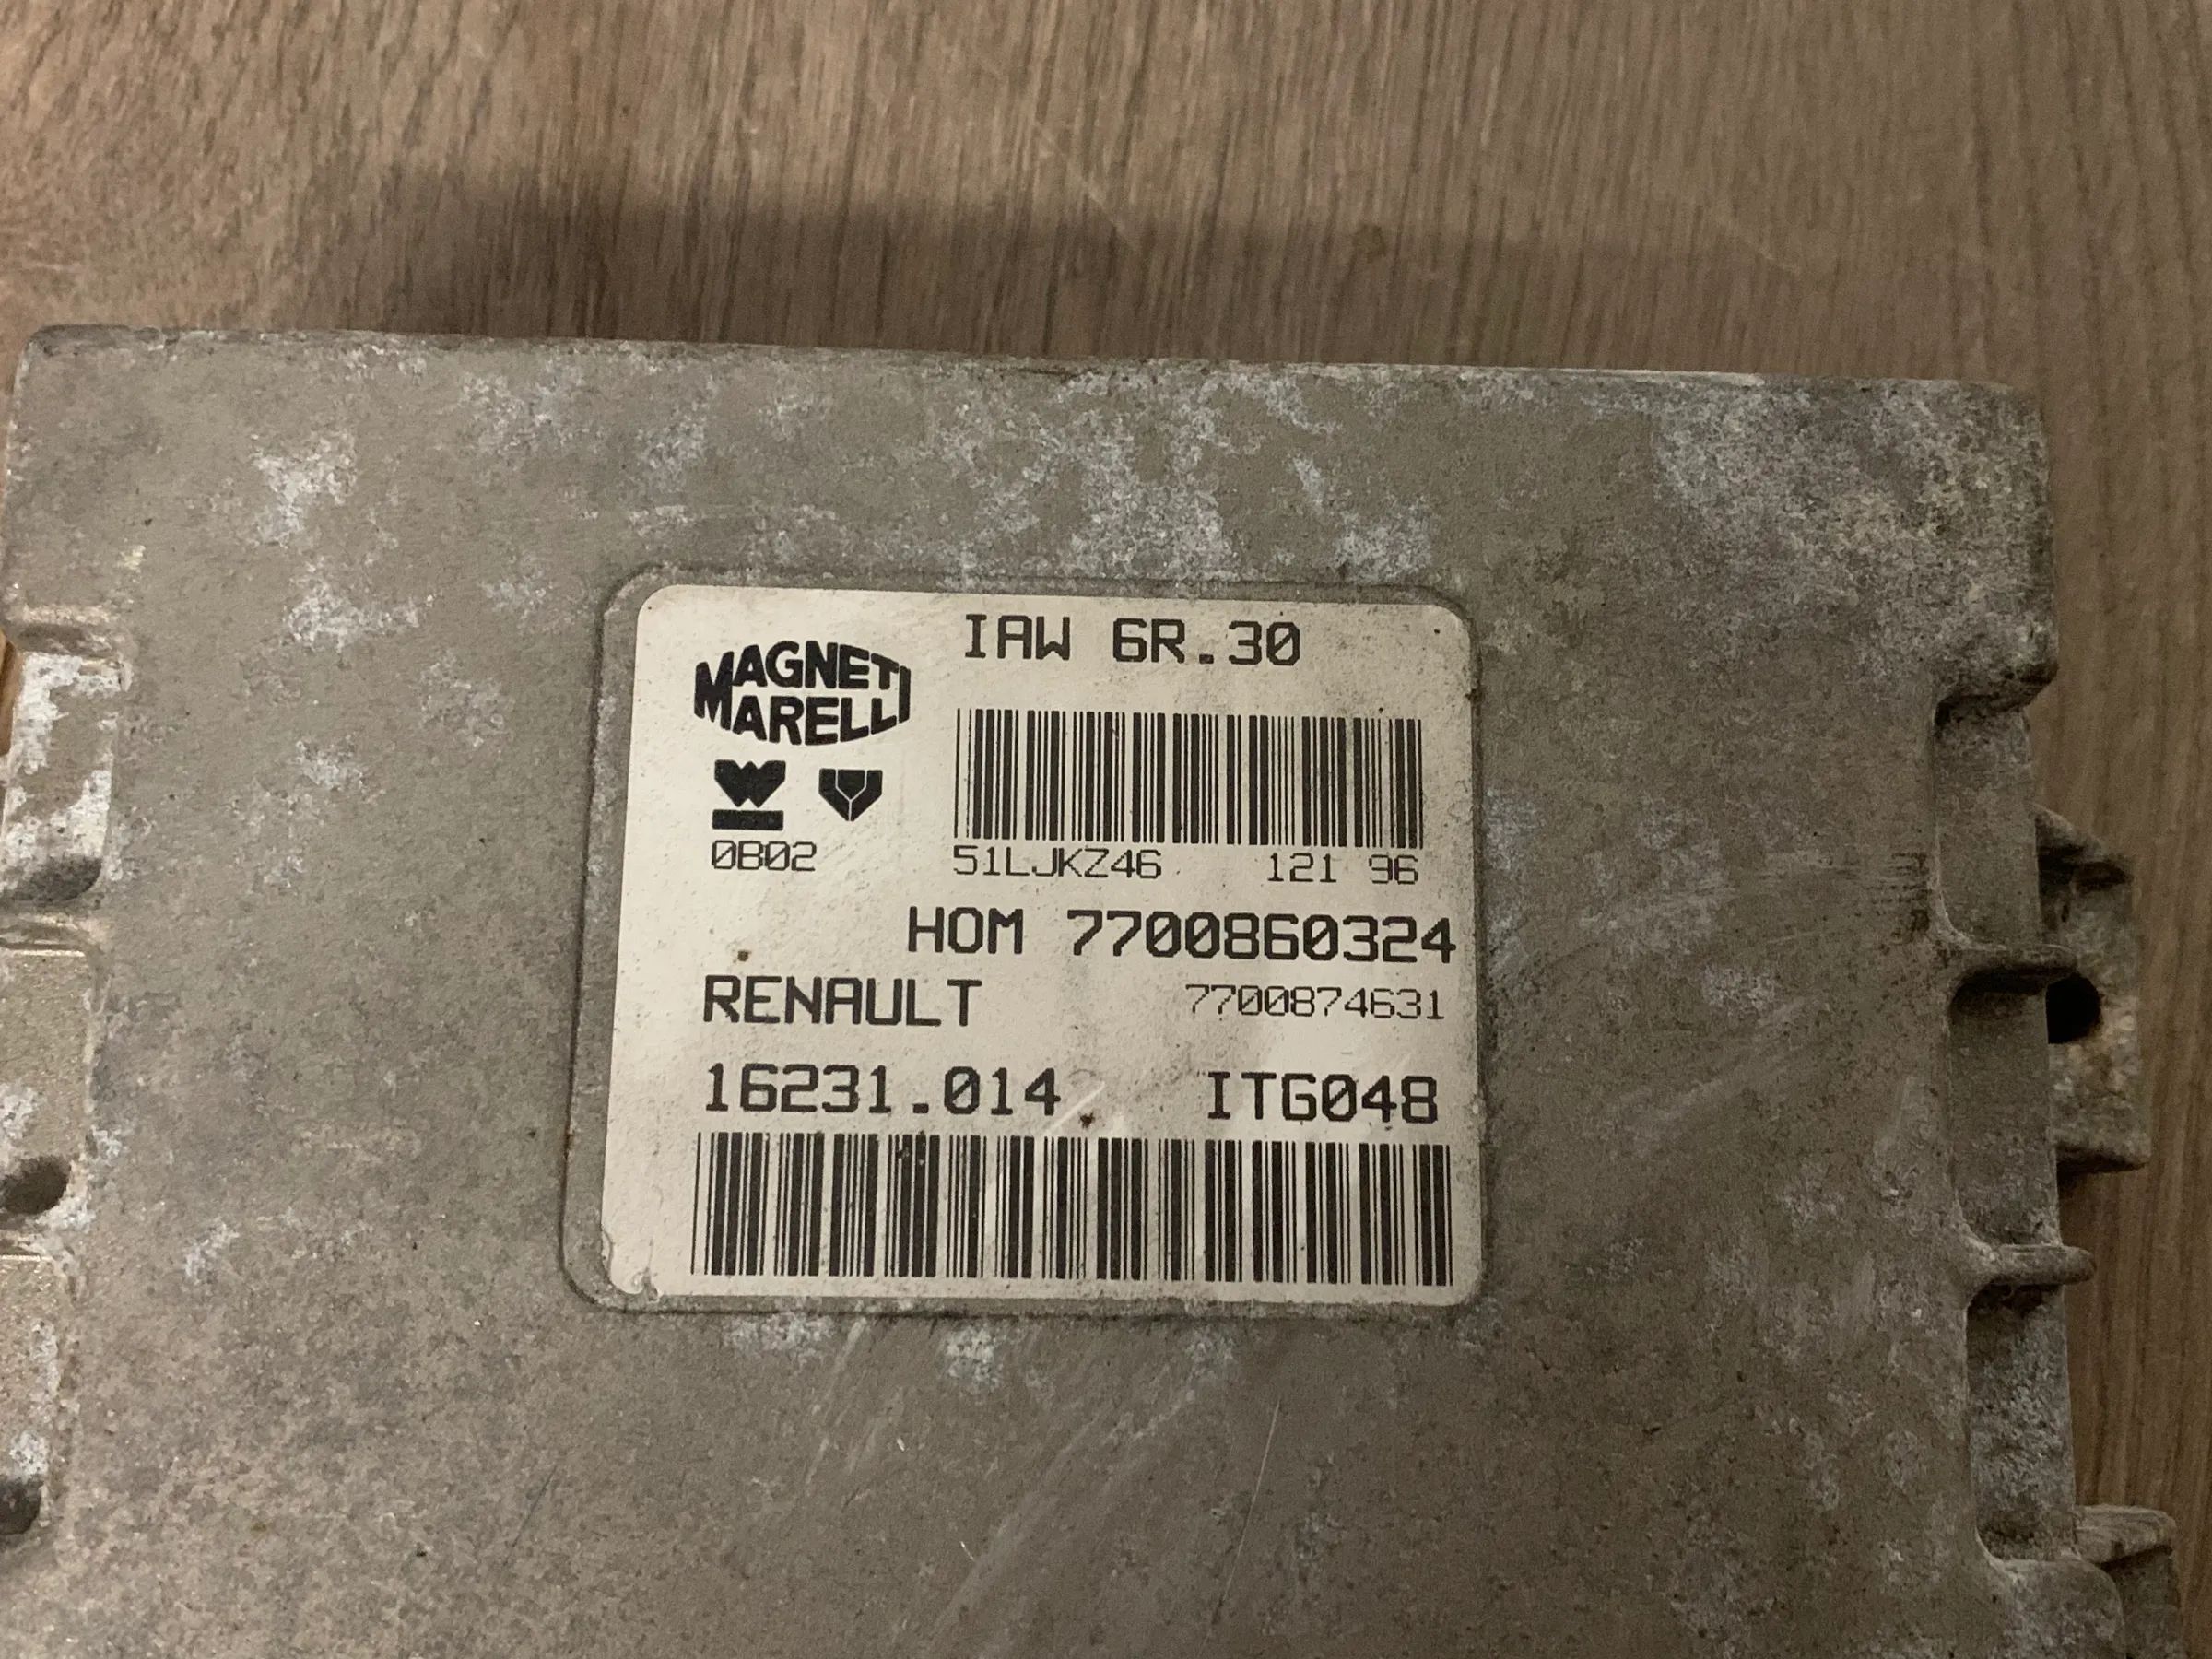 IAW 6R.30
MAGNETI
MARELLI
0B02
51LJKZ46 121 96
HOM 7700860324
RENAULT 7700874631
16231.014 ITG048